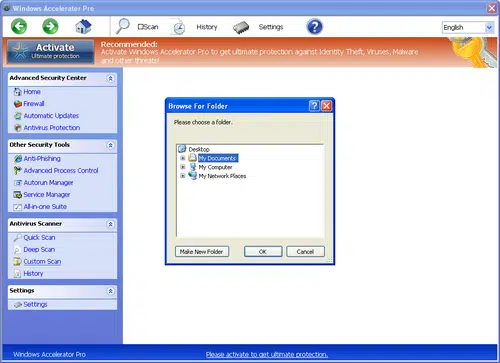 Windows Accelerator Pro
Scan
History
Settings
English
Activate
Ultimate protection
Recommended:
Activate Windows Accelerator Pro to get ultimate protection against Identity Theft, Viruses, Malware
and other threats!
Advanced Security Center
Home
Firewall
Automatic Updates
Antivirus Protection
Other Security Tools
Anti-Phishing
Advanced Process Control
Autorun Manager
Service Manager
All-in-one Suite
Antivirus Scanner
Quick Scan
Deep Scan
Custom Scan
History
Settings
Settings
Browse For Folder
Please choose a folder.
Desktop
My Documents
My Computer
My Network Places
Make New Folder
OK
Cancel
Windows Accelerator Pro
Please activate to get ultimate protection.